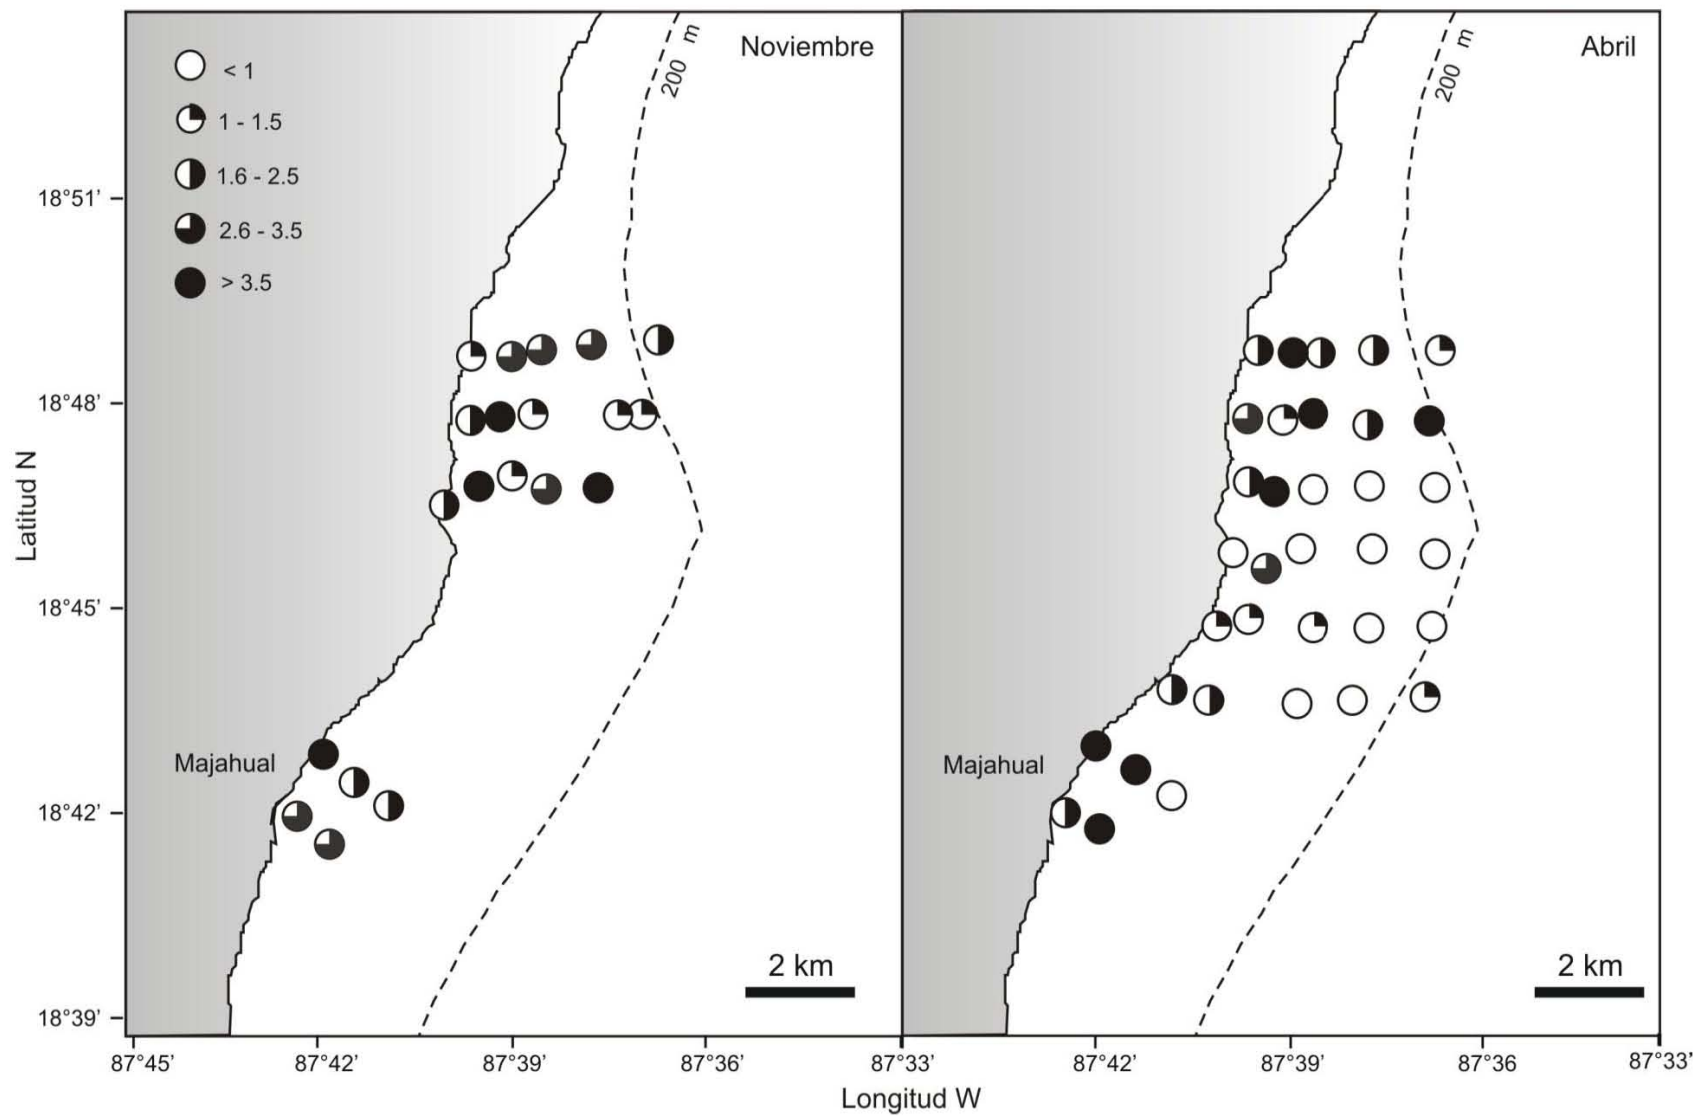 Noviembre
Abril
200 m
200 m
< 1
1 - 1.5
1.6 - 2.5
2.6 - 3.5
> 3.5
18°51’
18°48’
18°45’
18°42’
18°39’
Latitud N
Majahual
Majahual
2 km
2 km
87°45’
87°42’
87°39’
87°36’
87°33’
87°42’
87°39’
87°36
87°33’
Longitud W